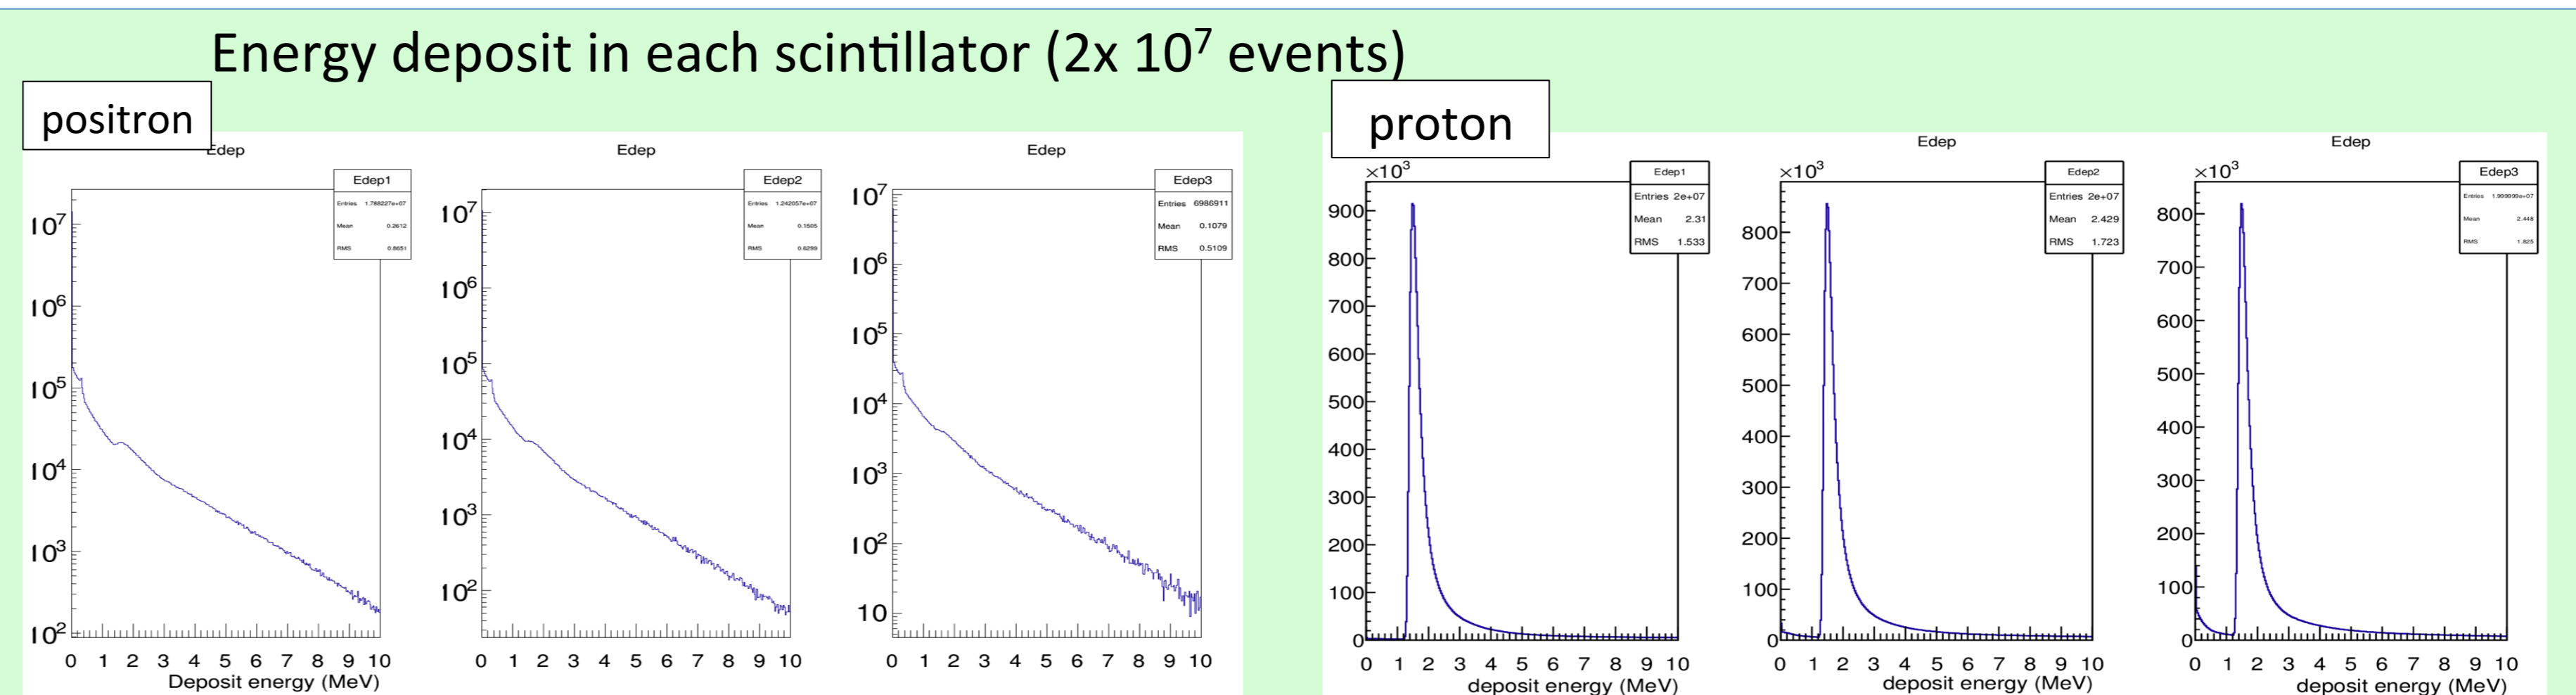 Energy deposit in each scintillator (2x 10⁷ events)
positron
Edep
Edep1
Entries 1.788227e+07
Mean 0.2612
RMS 0.8651
10⁷
10⁶
10⁵
10⁴
10³
10²
0 1 2 3 4 5 6 7 8 9 10
Deposit energy (MeV)
Edep
Edep2
Entries 1.242057e+07
Mean 0.1505
RMS 0.6299
10⁷
10⁶
10⁵
10⁴
10³
10²
0 1 2 3 4 5 6 7 8 9 10
Edep
Edep3
Entries 6986911
Mean 0.1079
RMS 0.5109
10⁷
10⁶
10⁵
10⁴
10³
10²
10
0 1 2 3 4 5 6 7 8 9 10
proton
×10³
Edep1
Entries 2e+07
Mean 2.31
RMS 1.533
900
800
700
600
500
400
300
200
100
0
0 1 2 3 4 5 6 7 8 9 10
deposit energy (MeV)
Edep
×10³
Edep2
Entries 2e+07
Mean 2.429
RMS 1.723
800
700
600
500
400
300
200
100
0
0 1 2 3 4 5 6 7 8 9 10
deposit energy (MeV)
Edep
×10³
Edep3
Entries 1.999999e+07
Mean 2.448
RMS 1.825
800
700
600
500
400
300
200
100
0
0 1 2 3 4 5 6 7 8 9 10
deposit energy (MeV)